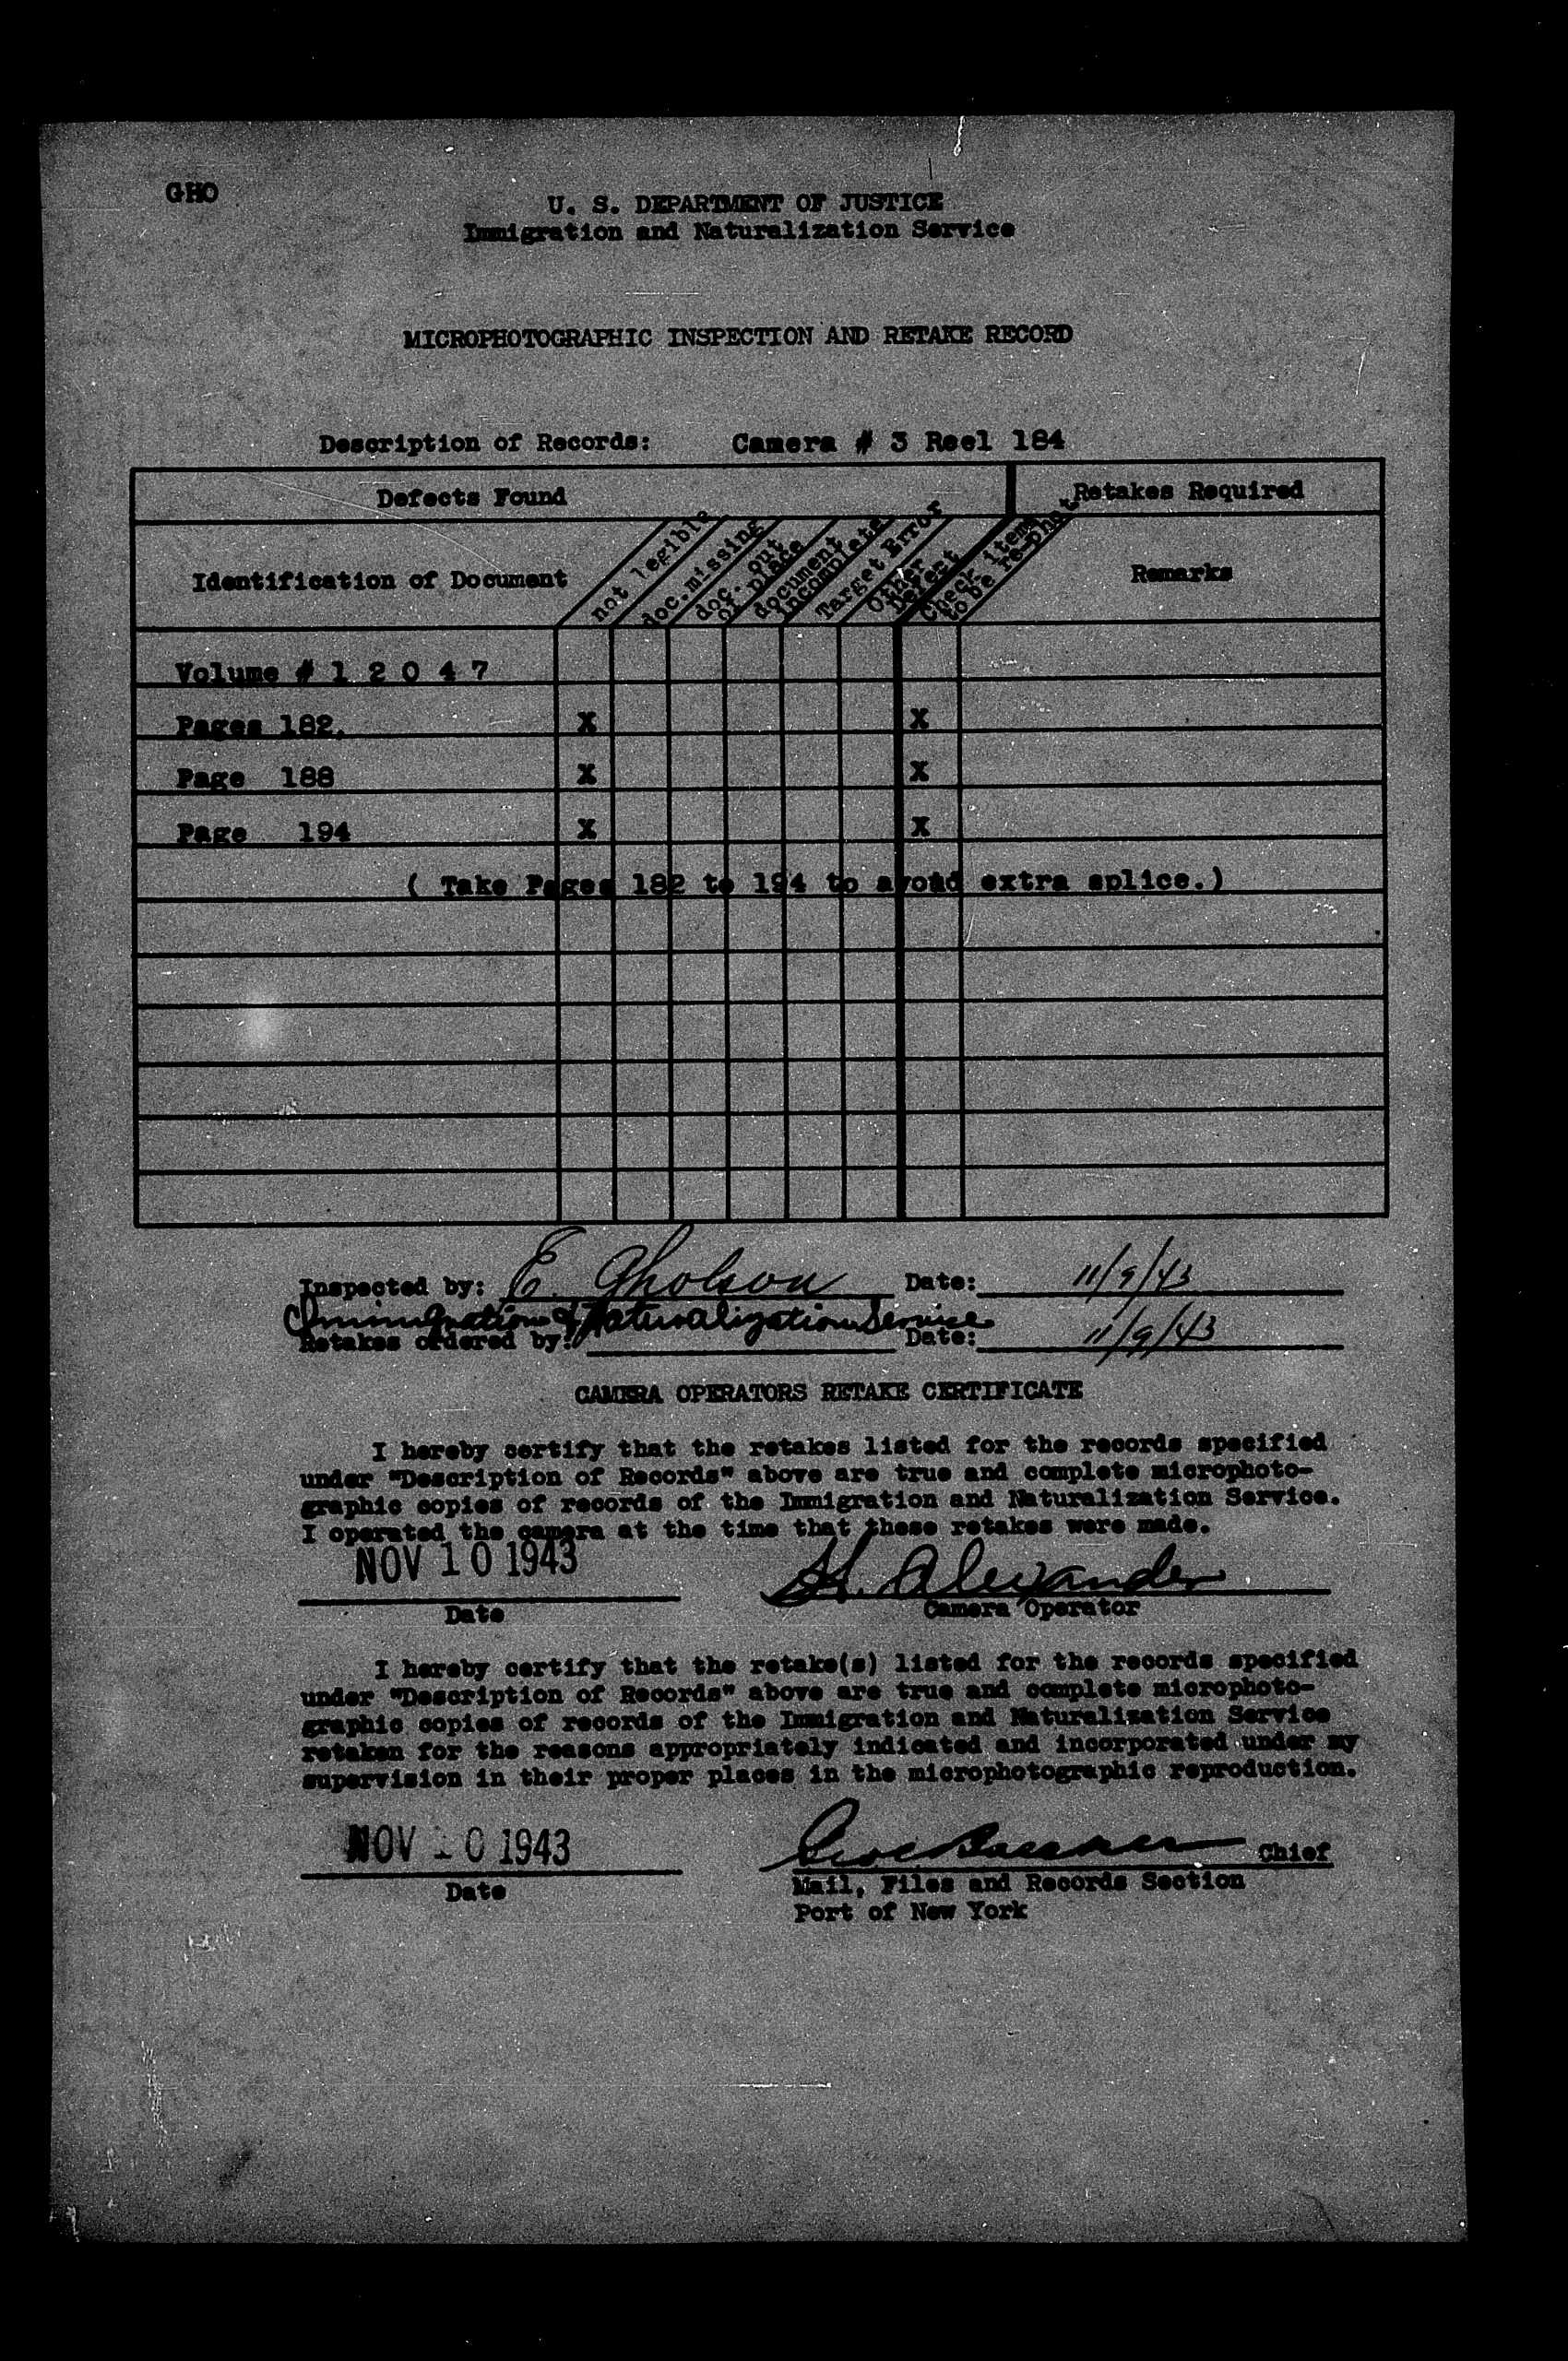 GHO
U. S. DEPARTMENT OF JUSTICE
Immigration and Naturalization Service
MICROPHOTOGRAPHIC INSPECTION AND RETAKE RECORD
Description of Records: Camera # 3 Reel 184
Defects Found Retakes Required
Identification of Document
not legible
doc.missing
doc. out
of place
document
incomplete
Target Error
Other
Defect
Check items
to be re-phot.
Remarks
Volume # 1 2 0 4 7
Pages 182. X X
Page 188 X X
Page 194 X X
( Take Pages 182 to 194 to avoid extra splice.)
Inspected by: E. Gholson Date: 11/9/43
Immigration & Naturalization Service
Retakes ordered by: Date: 11/9/43
CAMERA OPERATORS RETAKE CERTIFICATE
I hereby certify that the retakes listed for the records specified
under "Description of Records" above are true and complete microphoto-
graphic copies of records of the Immigration and Naturalization Service.
I operated the camera at the time that these retakes were made.
NOV 10 1943 H. Alexander
Date Camera Operator
I hereby certify that the retake(s) listed for the records specified
under "Description of Records" above are true and complete microphoto-
graphic copies of records of the Immigration and Naturalization Service
retaken for the reasons appropriately indicated and incorporated under my
supervision in their proper places in the microphotographic reproduction.
NOV 10 1943 Chief
Date Mail, Files and Records Section
Port of New York